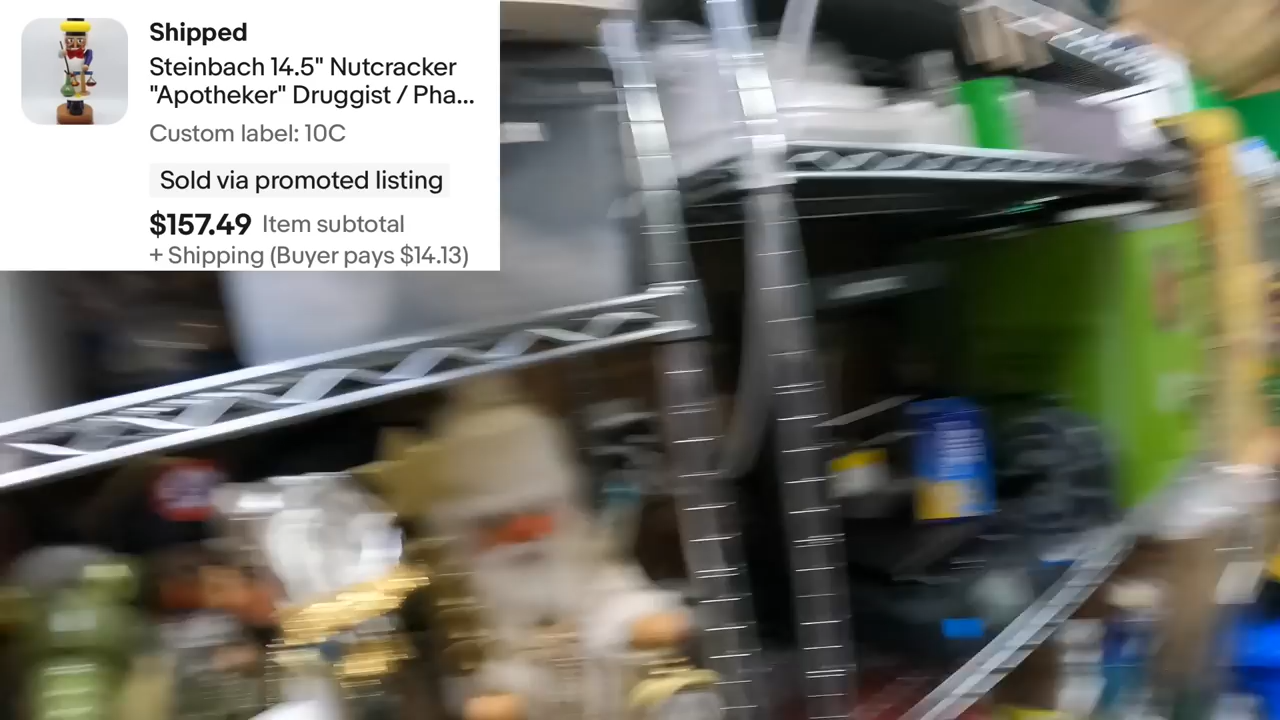 Shipped
Steinbach 14.5" Nutcracker
"Apotheker" Druggist / Pha...
Custom label: 10C
Sold via promoted listing
$157.49 Item subtotal
+ Shipping (Buyer pays $14.13)